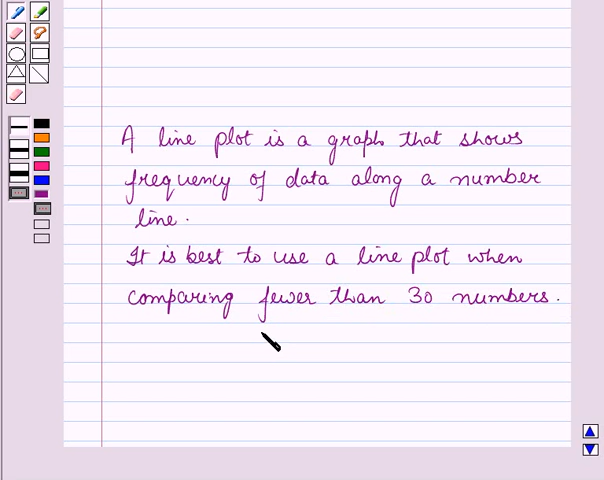 A line plot is a graph that shows
frequency of data along a number
line.
It is best to use a line plot when
comparing fewer than 30 numbers.